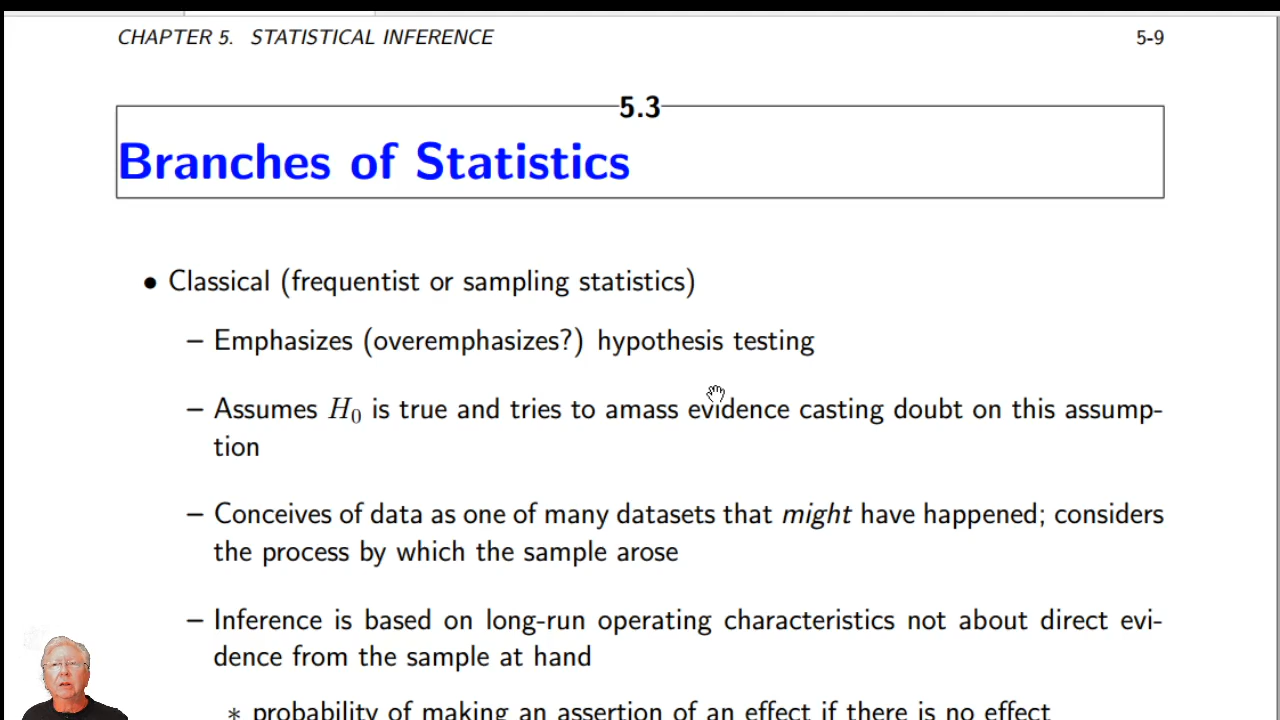 CHAPTER 5. STATISTICAL INFERENCE 5-9
5.3
Branches of Statistics
• Classical (frequentist or sampling statistics)
– Emphasizes (overemphasizes?) hypothesis testing
– Assumes H₀ is true and tries to amass evidence casting doubt on this assump-
tion
– Conceives of data as one of many datasets that might have happened; considers
the process by which the sample arose
– Inference is based on long-run operating characteristics not about direct evi-
dence from the sample at hand
* probability of making an assertion of an effect if there is no effect